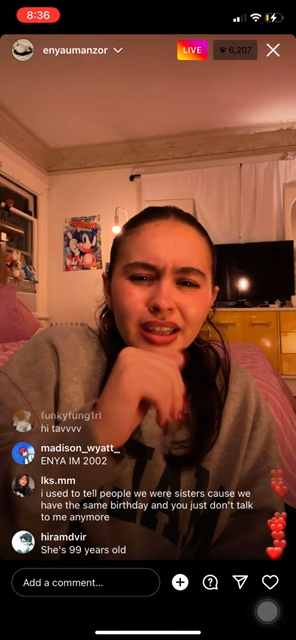 8:36
enyaumanzor
LIVE
6,207
funkyfung1ri
hi tavvvv
madison_wyatt_
ENYA IM 2002
lks.mm
i used to tell people we were sisters cause we
have the same birthday and you just don't talk
to me anymore
hiramdvir
She's 99 years old
Add a comment...